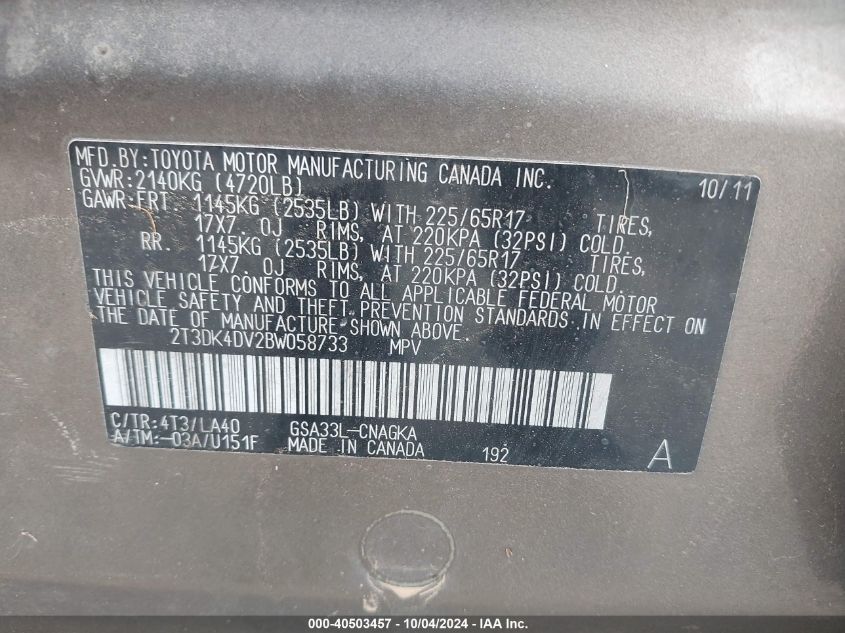 MFD.BY:TOYOTA MOTOR MANUFACTURING CANADA INC. 10/11
GVWR:2140KG (4720LB)
GAWR:FRT 1145KG (2535LB) WITH 225/65R17 TIRES,
17X7.0J RIMS, AT 220KPA (32PSI) COLD.
RR. 1145KG (2535LB) WITH 225/65R17 TIRES,
17X7.0J RIMS, AT 220KPA (32PSI) COLD.
THIS VEHICLE CONFORMS TO ALL APPLICABLE FEDERAL MOTOR
VEHICLE SAFETY AND THEFT PREVENTION STANDARDS IN EFFECT ON
THE DATE OF MANUFACTURE SHOWN ABOVE.
2T3DK4DV2BW058733 MPV
C/TR:4T3/LA40 GSA33L-CNAGKA
A/TM:-03A/U151F MADE IN CANADA 192 A
000-40503457 - 10/04/2024 - IAA Inc.